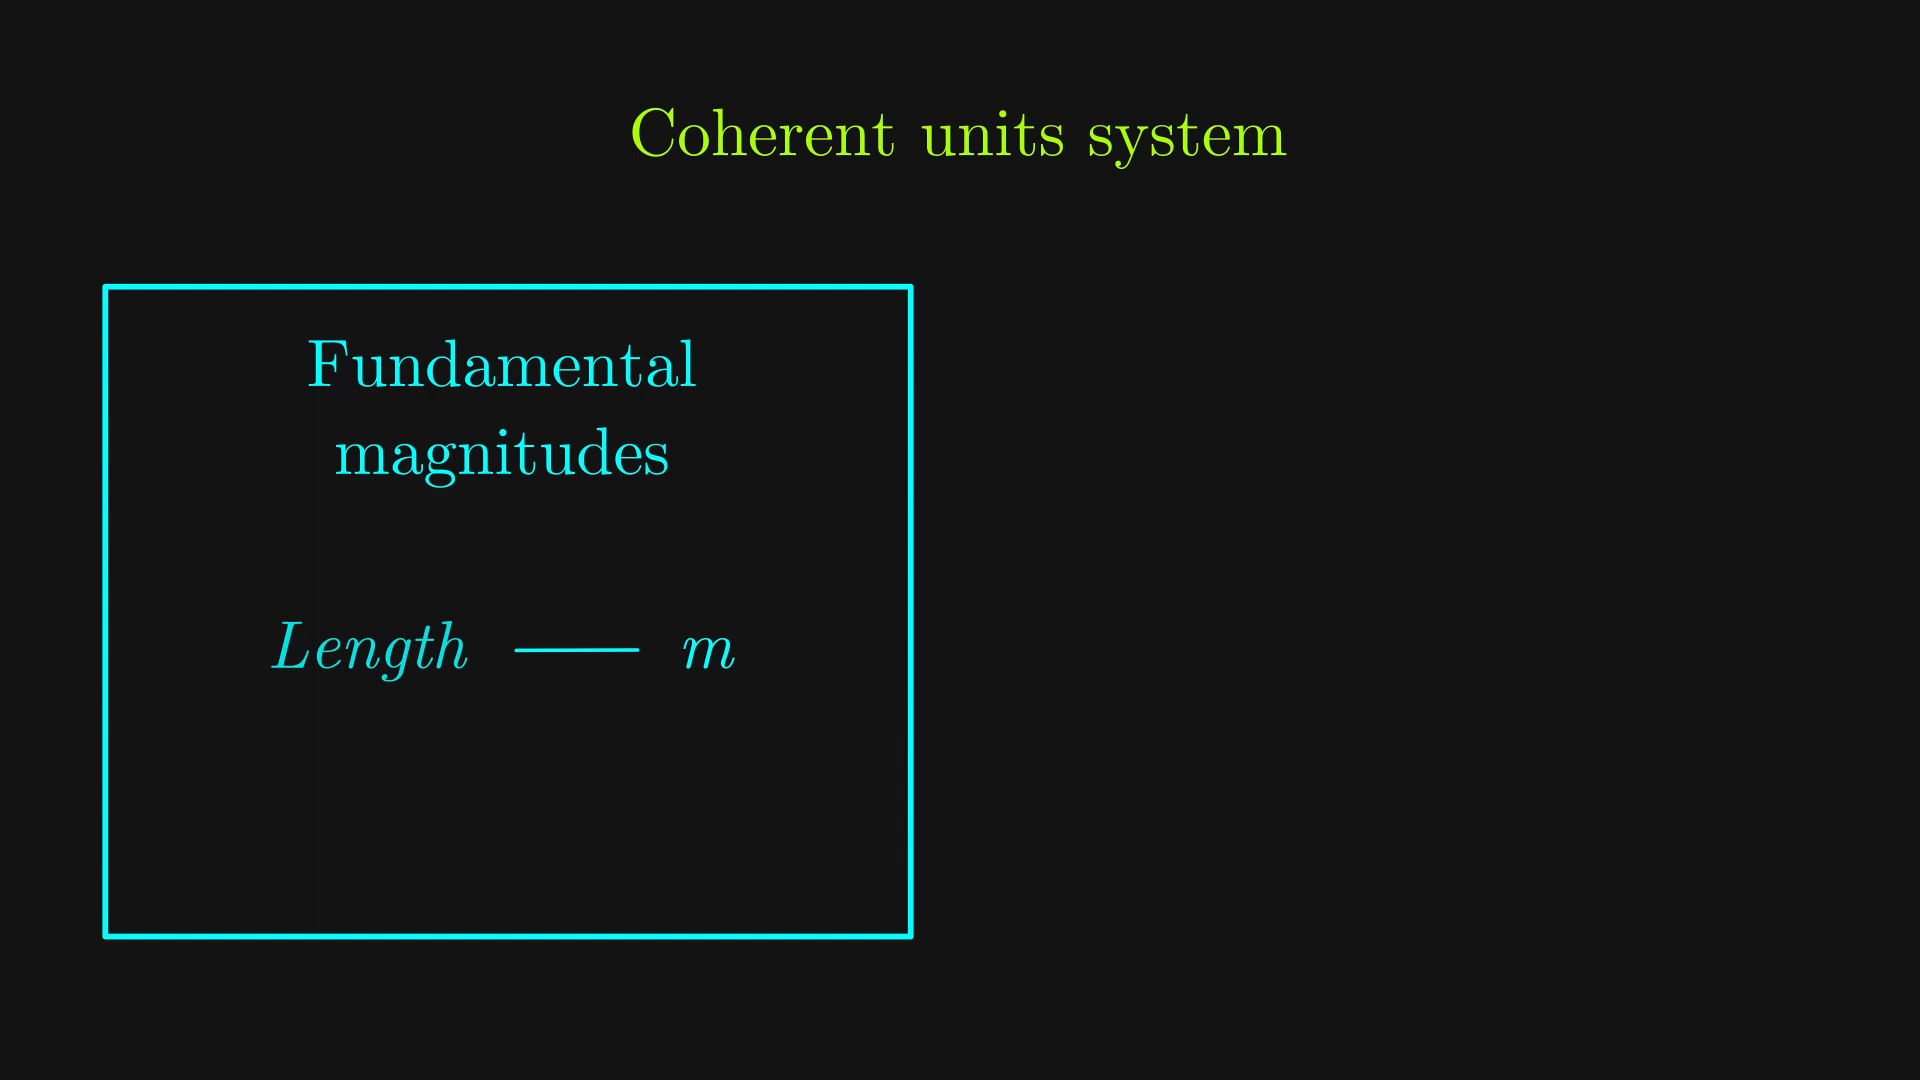 Coherent units system
Fundamental
magnitudes
Length — m